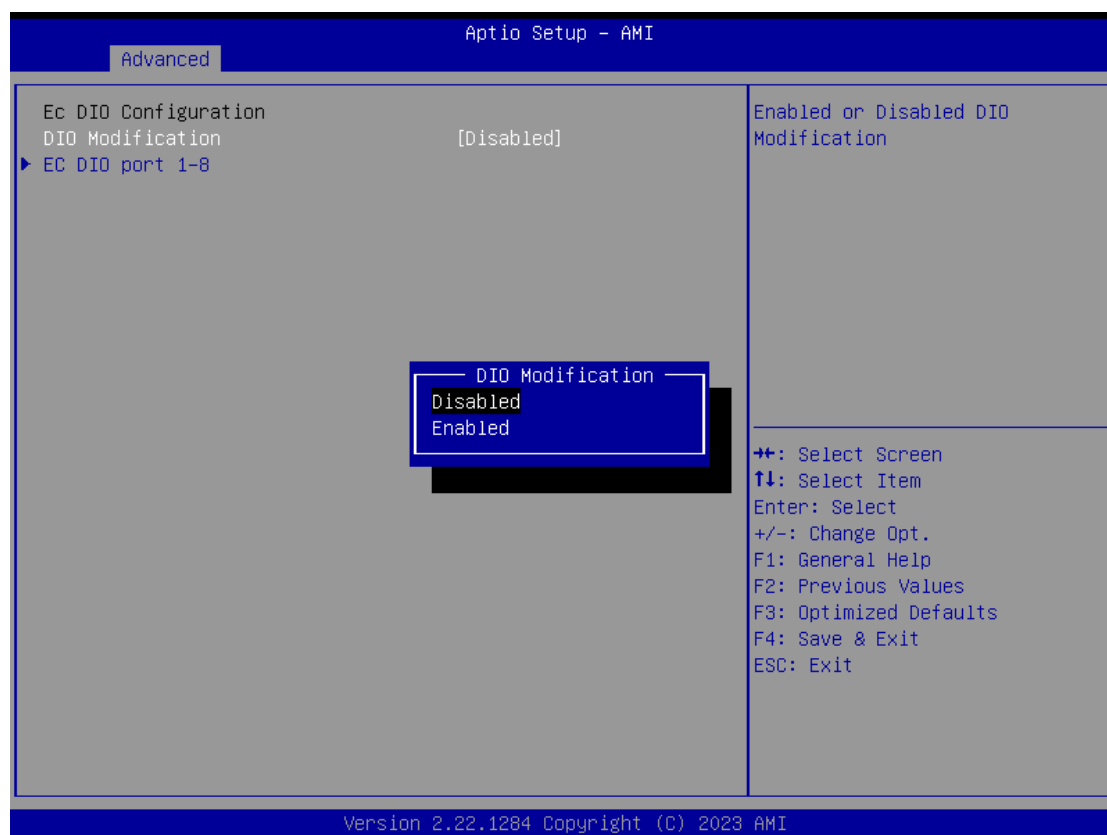 Aptio Setup – AMI
Advanced
Ec DIO Configuration
DIO Modification [Disabled]
EC DIO port 1-8
Enabled or Disabled DIO
Modification
DIO Modification
Disabled
Enabled
→←: Select Screen
↑↓: Select Item
Enter: Select
+/-: Change Opt.
F1: General Help
F2: Previous Values
F3: Optimized Defaults
F4: Save & Exit
ESC: Exit
Version 2.22.1284 Copyright (C) 2023 AMI